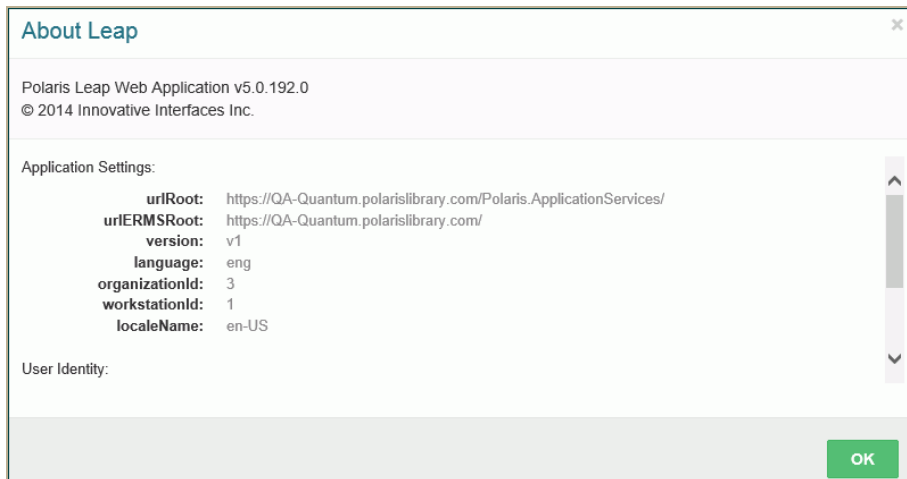 About Leap
×
Polaris Leap Web Application v5.0.192.0
© 2014 Innovative Interfaces Inc.
Application Settings:
urlRoot: https://QA-Quantum.polarislibrary.com/Polaris.ApplicationServices/
urlERMSRoot: https://QA-Quantum.polarislibrary.com/
version: v1
language: eng
organizationId: 3
workstationId: 1
localeName: en-US
User Identity:
OK